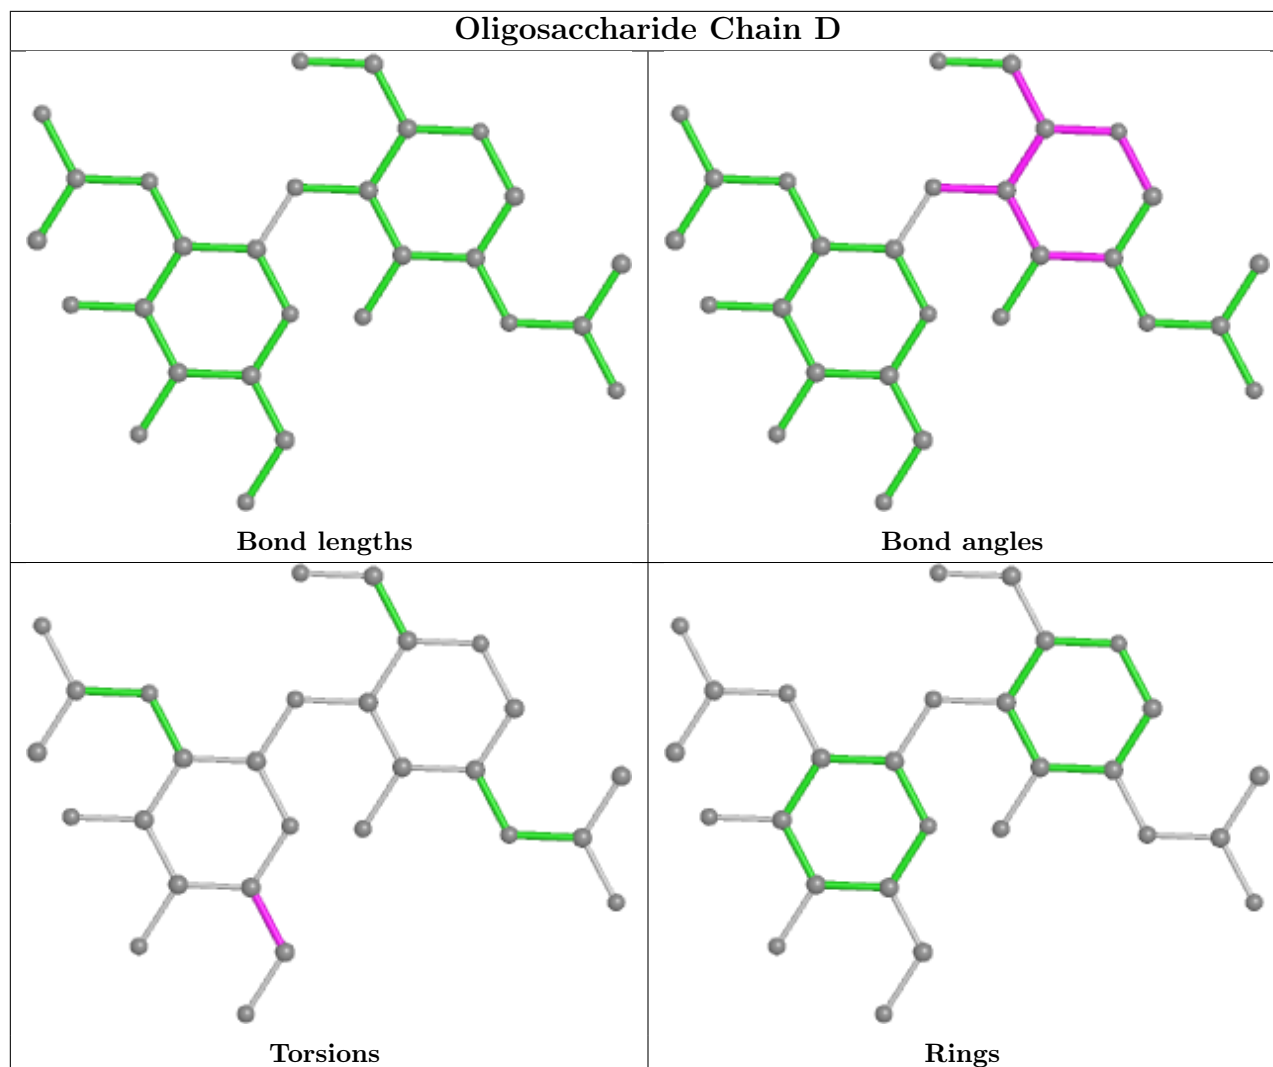 Oligosaccharide Chain D
Bond lengths
Bond angles
Torsions
Rings